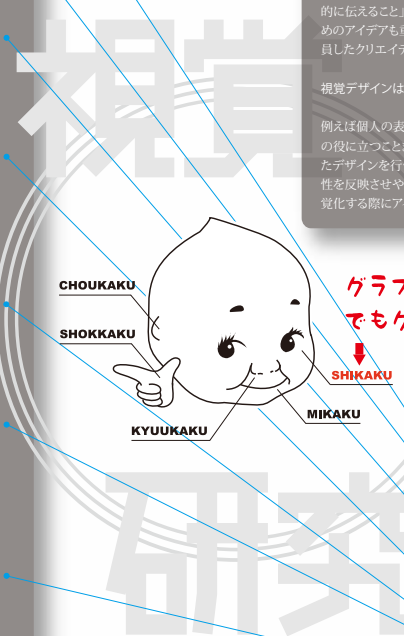 的に伝えること」
めのアイデアも重
員したクリエイテ
視覚デザインは
例えば個人の表
の役に立つこと
たデザインを行
性を反映させや
覚化する際にアー
視覚
CHOUKAKU
SHOKKAKU
グラフ
でもグ
SHIKAKU
MIKAKU
KYUUKAKU
研究